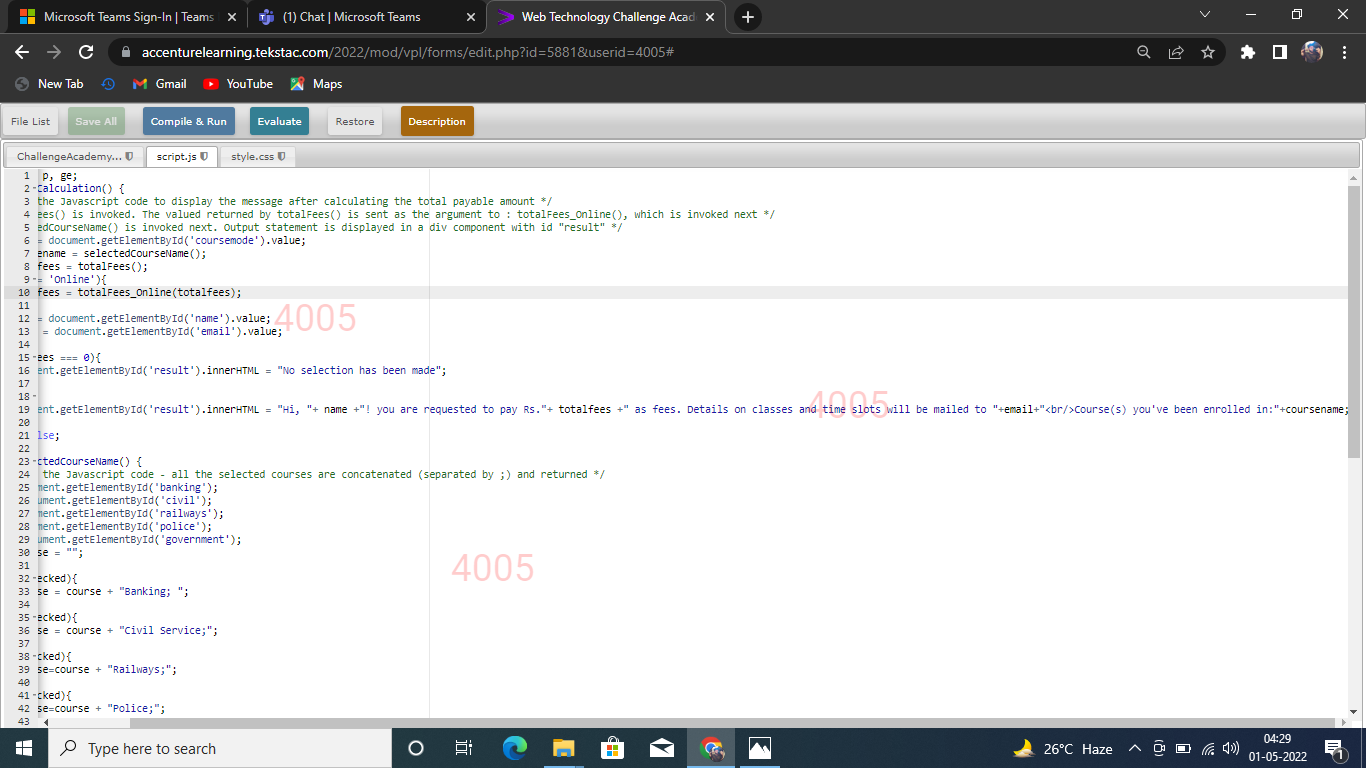 Microsoft Teams Sign-In | Teams
(1) Chat | Microsoft Teams
Web Technology Challenge Acad
accenturelearning.tekstac.com/2022/mod/vpl/forms/edit.php?id=5881&userid=4005#
New Tab
Gmail
YouTube
Maps
File List
Save All
Compile & Run
Evaluate
Restore
Description
ChallengeAcademy...
script.js
style.css
1 p, ge;
2 Calculation() {
3 the Javascript code to display the message after calculating the total payable amount */
4 ees() is invoked. The valued returned by totalFees() is sent as the argument to : totalFees_Online(), which is invoked next */
5 edCourseName() is invoked next. Output statement is displayed in a div component with id "result" */
6 = document.getElementById('coursemode').value;
7 ename = selectedCourseName();
8 fees = totalFees();
9 = 'Online'){
10 fees = totalFees_Online(totalfees);
11
12 = document.getElementById('name').value;
13 = document.getElementById('email').value;
14
15 ees === 0){
16 ent.getElementById('result').innerHTML = "No selection has been made";
17
18
19 ent.getElementById('result').innerHTML = "Hi, "+ name +"! you are requested to pay Rs."+ totalfees +" as fees. Details on classes and time slots will be mailed to "+email+"<br/>Course(s) you've been enrolled in:"+coursename;
20
21 lse;
22
23 ctedCourseName() {
24 the Javascript code - all the selected courses are concatenated (separated by ;) and returned */
25 ment.getElementById('banking');
26 ument.getElementById('civil');
27 ment.getElementById('railways');
28 ment.getElementById('police');
29 ument.getElementById('government');
30 se = "";
31
32 ecked){
33 se = course + "Banking; ";
34
35 ecked){
36 se = course + "Civil Service;";
37
38 cked){
39 se=course + "Railways;";
40
41 cked){
42 se=course + "Police;";
43
4005
4005
4005
Type here to search
26°C Haze
04:29
01-05-2022
1